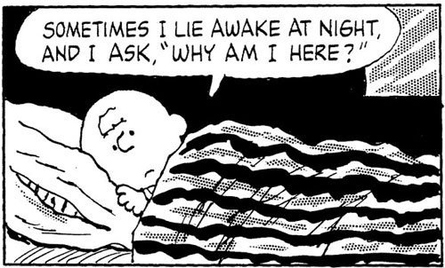 SOMETIMES I LIE AWAKE AT NIGHT,
AND I ASK, "WHY AM I HERE?"